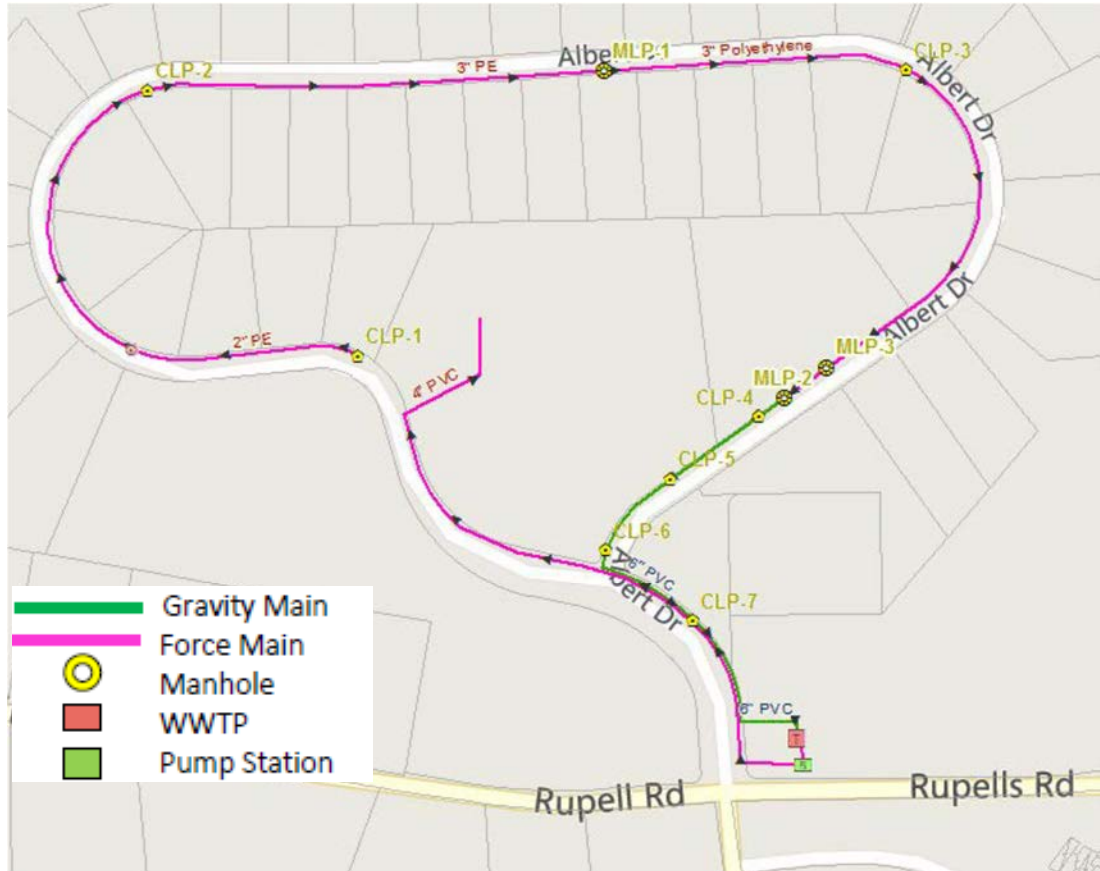 Albe
MLP-1
3" Polyethylene
CLP-3
CLP-2
3" PE
Albert Dr
Albert Dr
2" PE
CLP-1
MLP-3
4" PVC
MLP-2
CLP-4
CLP-5
CLP-6
6" PVC
Albert Dr
CLP-7
6" PVC
T
Gravity Main
Force Main
Manhole
WWTP
Pump Station
Rupell Rd
Rupells Rd